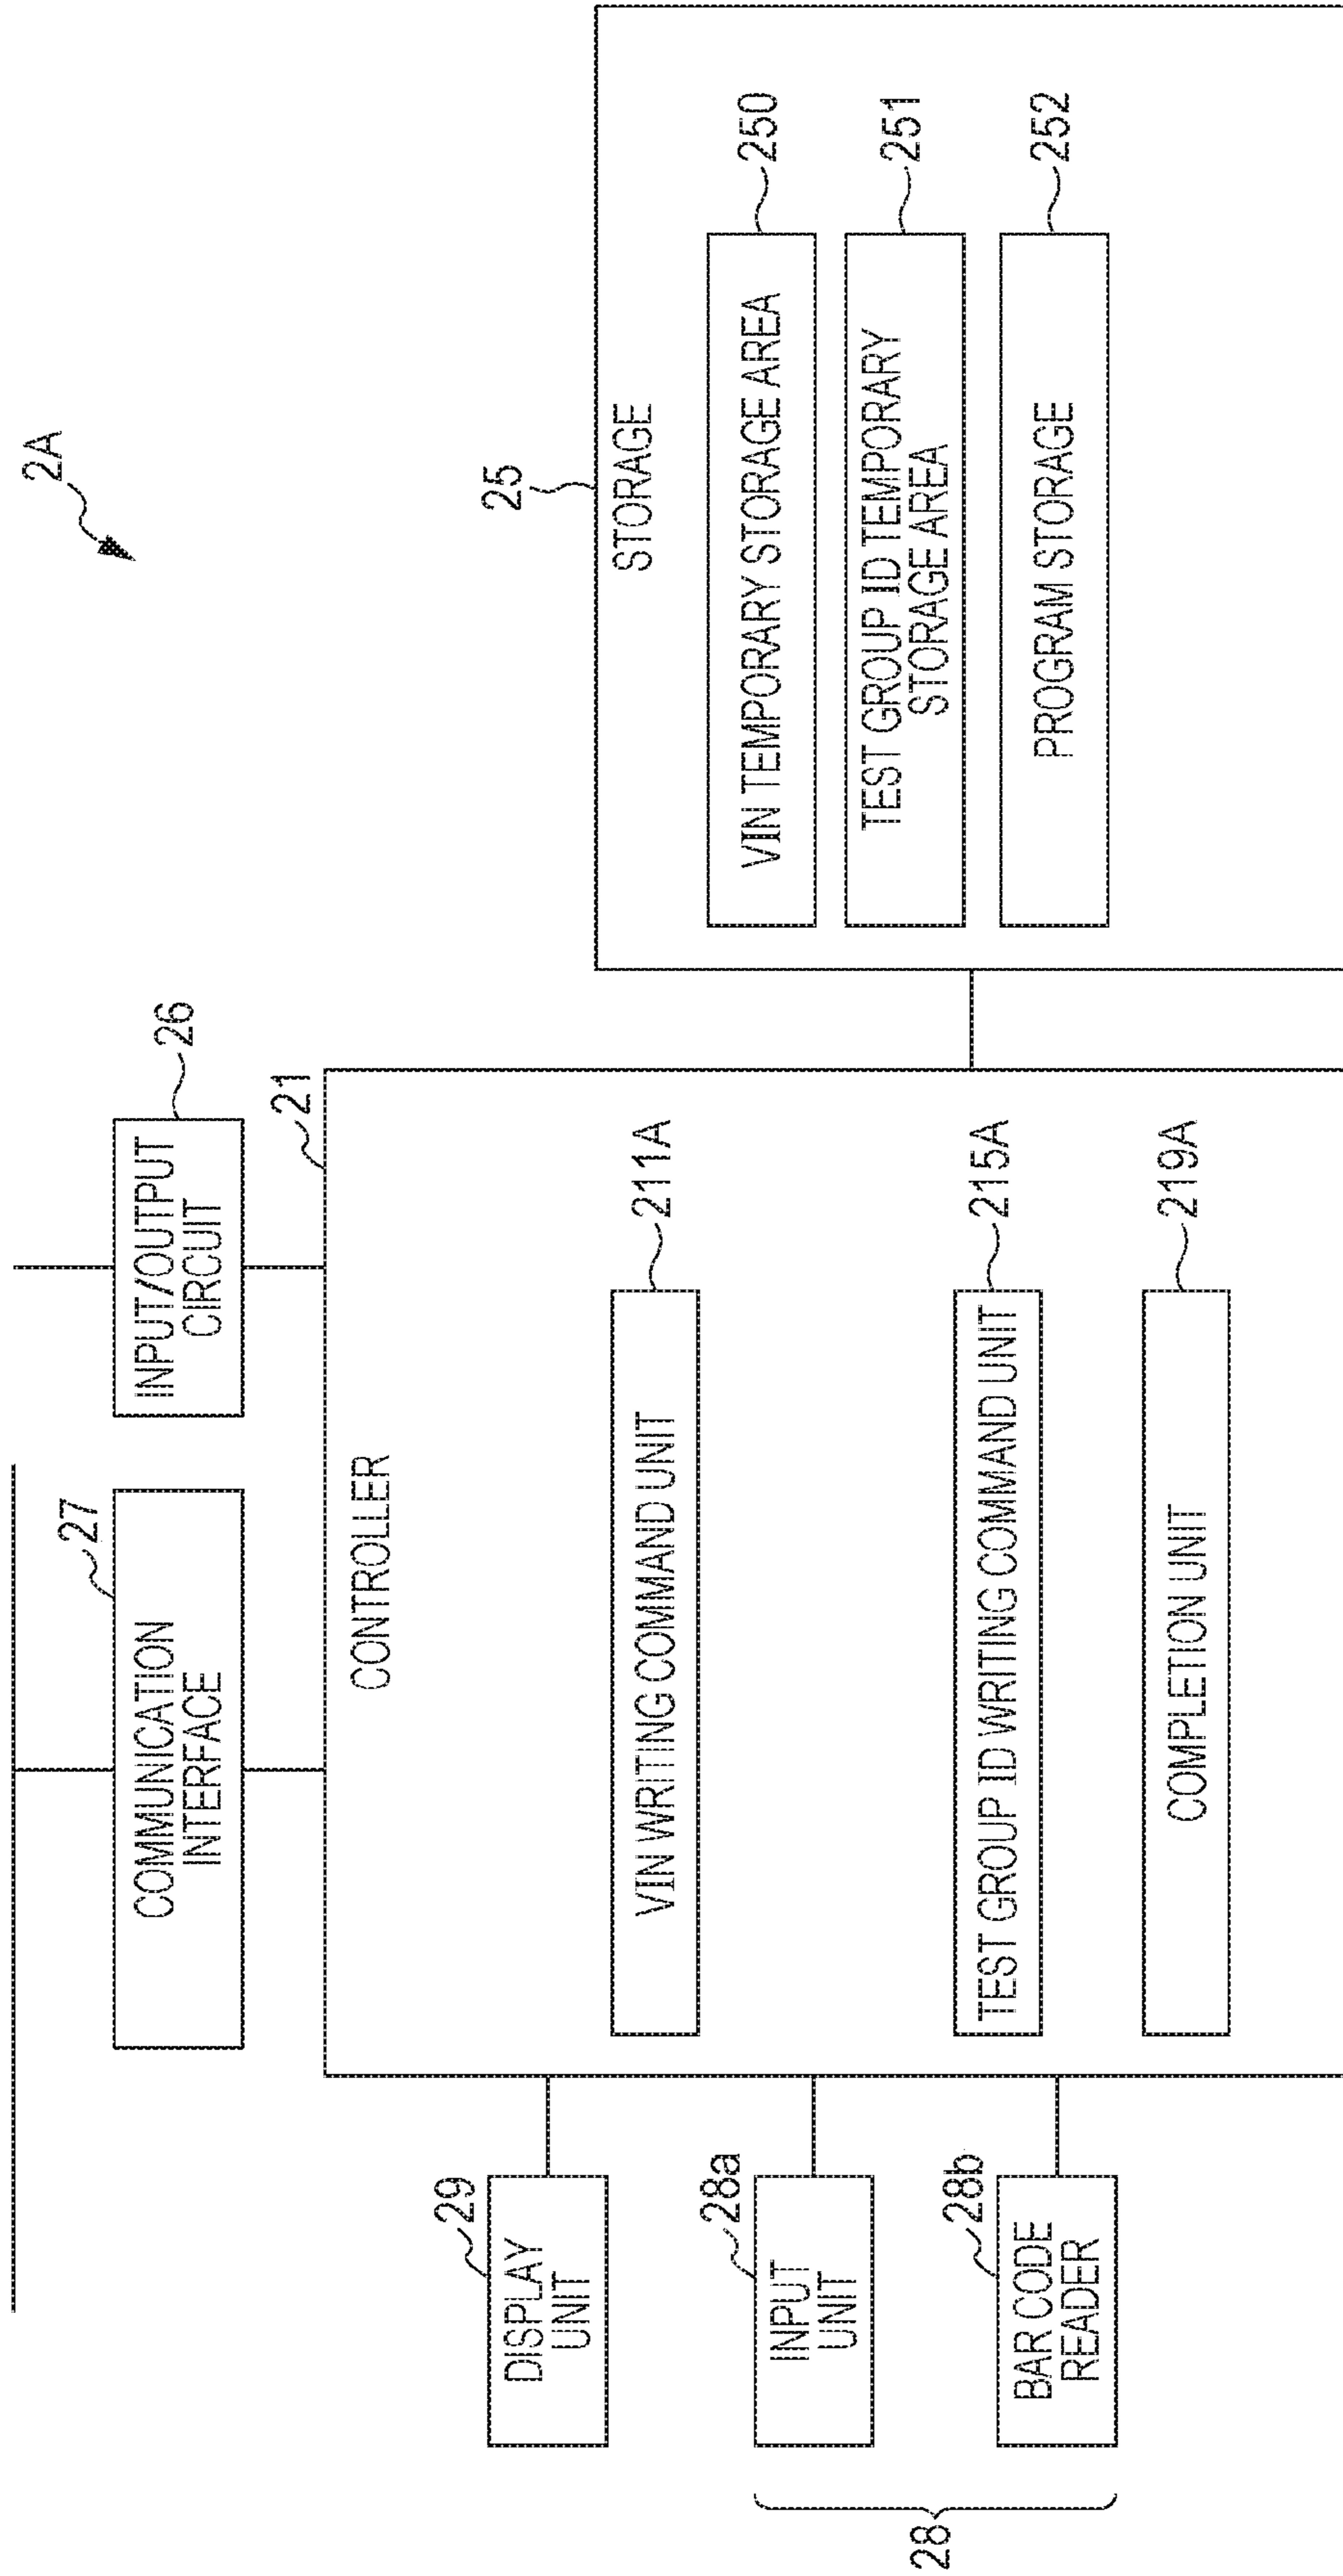 2A
27
COMMUNICATION
INTERFACE
26
INPUT/OUTPUT
CIRCUIT
21
CONTROLLER
25
STORAGE
29
DISPLAY
UNIT
VIN WRITING COMMAND UNIT
211A
VIN TEMPORARY STORAGE AREA
250
28
28a
INPUT
UNIT
TEST GROUP ID TEMPORARY
STORAGE AREA
251
28b
BAR CODE
READER
TEST GROUP ID WRITING COMMAND UNIT
215A
PROGRAM STORAGE
252
COMPLETION UNIT
219A